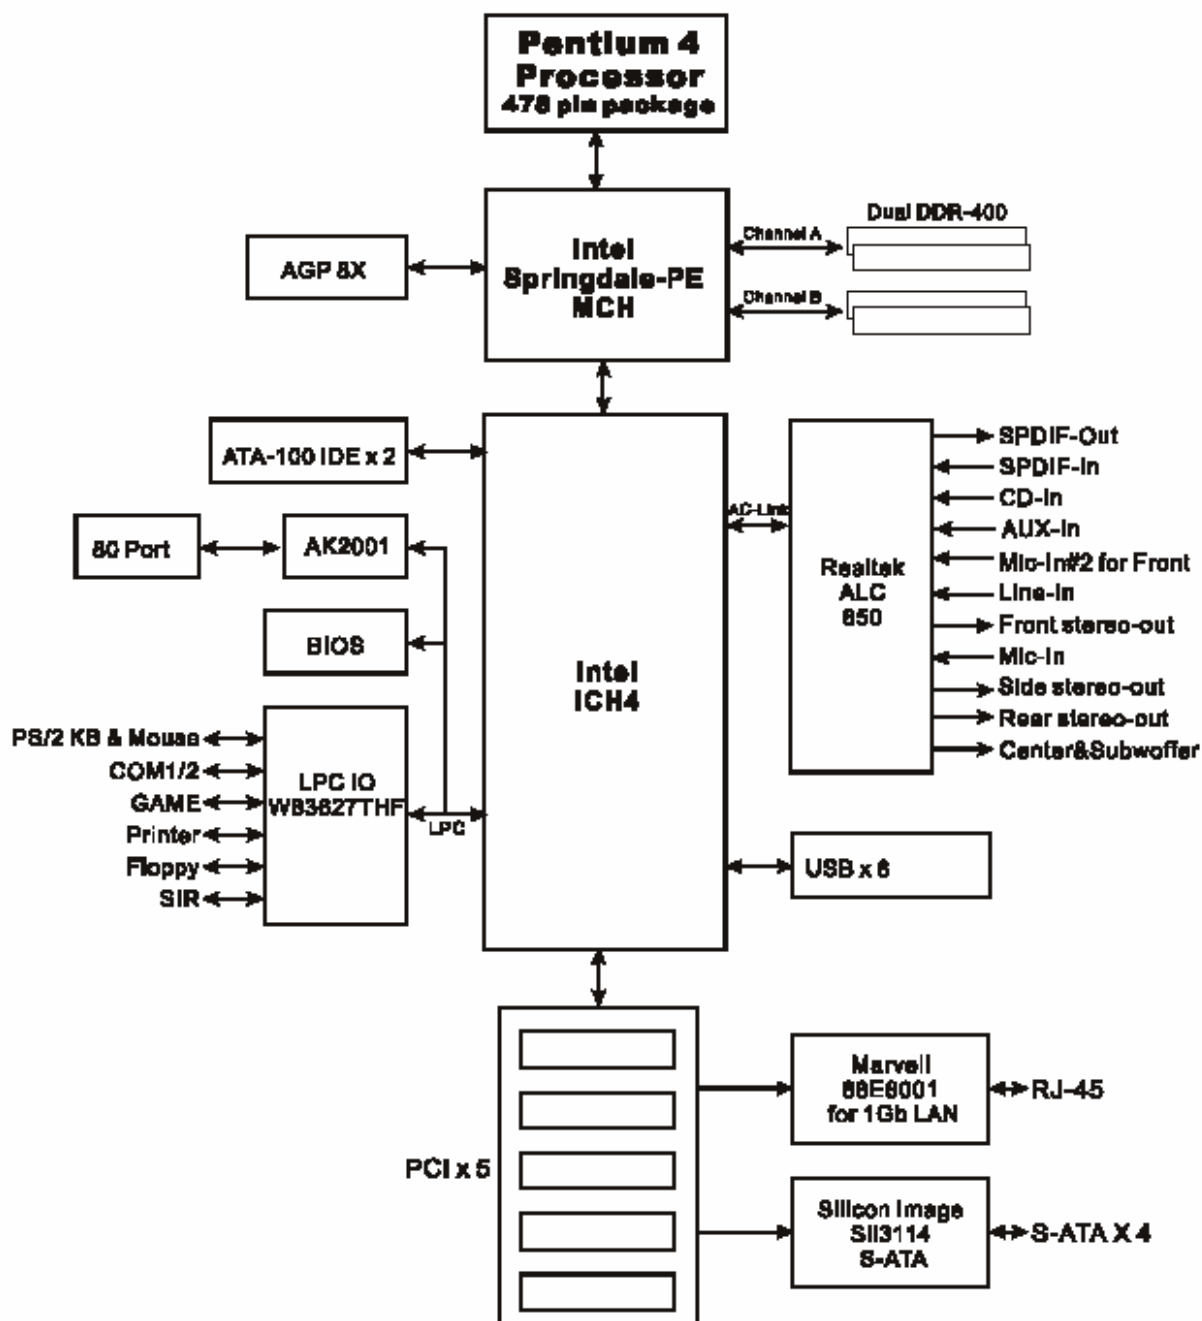 Pentium 4
Processor
478 pin package
Dual DDR-400
Channel A
Intel
Springdale-PE
MCH
AGP 8X
Channel B
ATA-100 IDE x 2
SPDIF-Out
SPDIF-In
CD-In
AC-Link
AUX-In
80 Port
AK2001
Mic-In#2 for Front
Realtek
ALC
850
Line-In
Front stereo-out
BIOS
Mic-In
Intel
ICH4
Side stereo-out
Rear stereo-out
Center&Subwoffer
PS/2 KB & Mouse
COM1/2
GAME
Printer
Floppy
SIR
LPC IO
W83627THF
LPC
USB x 6
Marvell
88E8001
for 1Gb LAN
RJ-45
PCI x 5
Silicon Image
SiI3114
S-ATA
S-ATA X 4